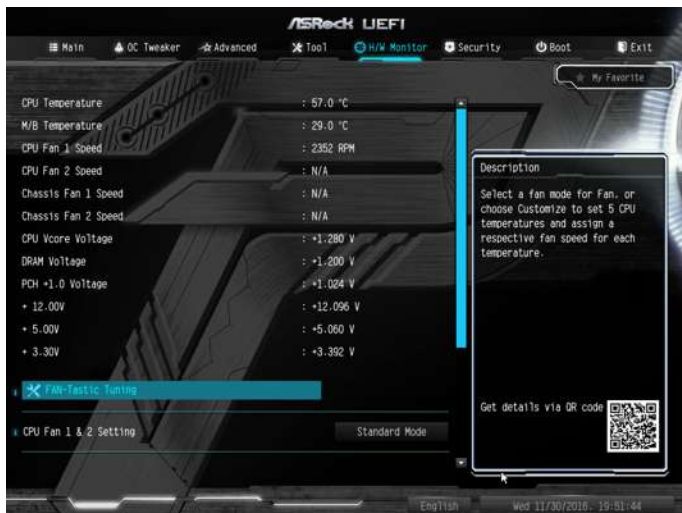 ASRock UEFI
Main OC Tweaker Advanced Tool H/W Monitor Security Boot Exit
My Favorite
CPU Temperature : 57.0 °C
M/B Temperature : 29.0 °C
CPU Fan 1 Speed : 2352 RPM
CPU Fan 2 Speed : N/A
Chassis Fan 1 Speed : N/A
Chassis Fan 2 Speed : N/A
CPU Vcore Voltage : +1.280 V
DRAM Voltage : +1.200 V
PCH +1.0 Voltage : +1.024 V
+ 12.00V : +12.096 V
+ 5.00V : +5.060 V
+ 3.30V : +3.392 V
FAN-Tastic Tuning
CPU Fan 1 & 2 Setting Standard Mode
Description
Select a fan mode for Fan. or
choose Customize to set 5 CPU
temperatures and assign a
respective fan speed for each
temperature.
Get details via QR code
English Wed 11/30/2016. 19:51:44